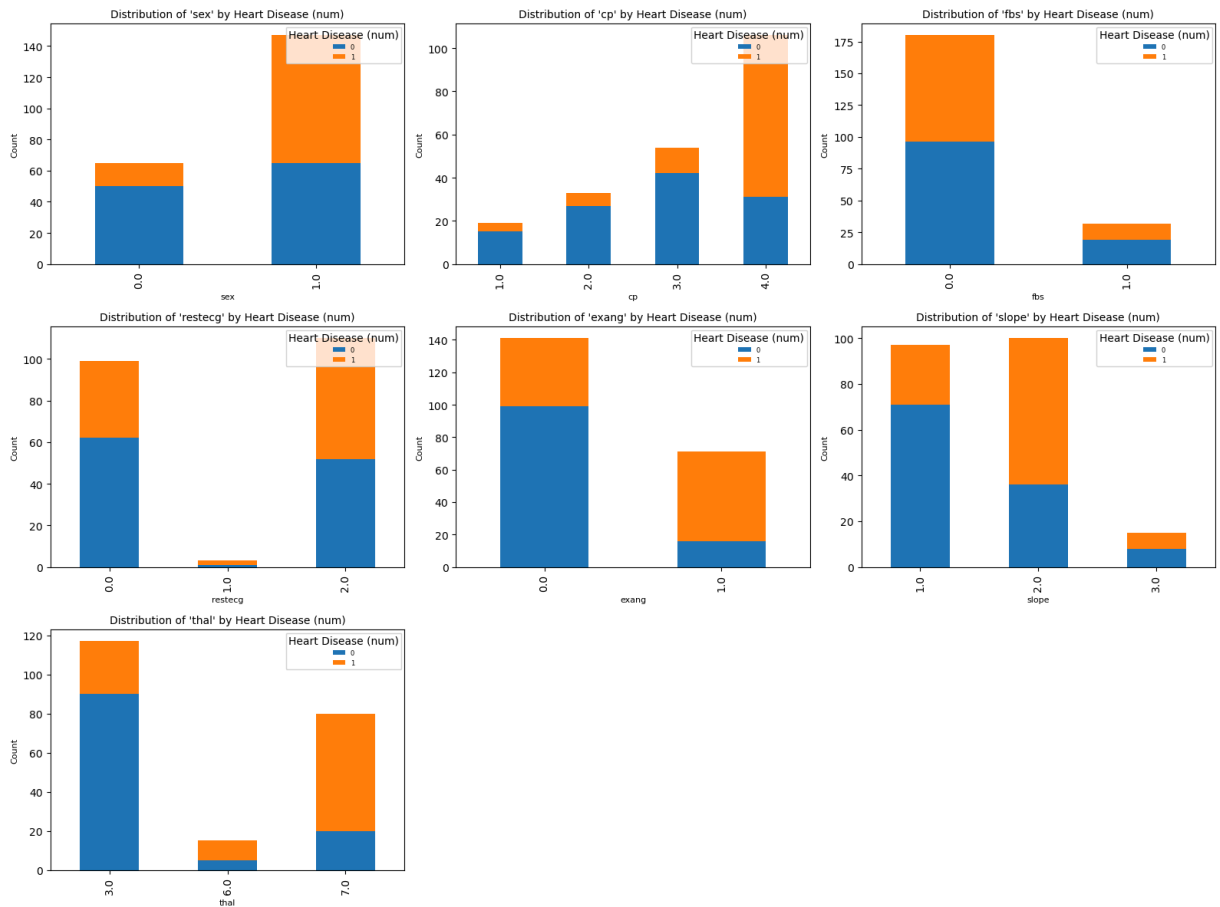 Distribution of 'sex' by Heart Disease (num)
Heart Disease (num)
0
1
140
120
100
80
60
40
20
0
Count
0.0
1.0
sex
Distribution of 'cp' by Heart Disease (num)
Heart Disease (num)
0
1
100
80
60
40
20
0
Count
1.0
2.0
3.0
4.0
cp
Distribution of 'fbs' by Heart Disease (num)
Heart Disease (num)
0
1
175
150
125
100
75
50
25
0
Count
0.0
1.0
fbs
Distribution of 'restecg' by Heart Disease (num)
Heart Disease (num)
0
1
100
80
60
40
20
0
Count
0.0
1.0
2.0
restecg
Distribution of 'exang' by Heart Disease (num)
Heart Disease (num)
0
1
140
120
100
80
60
40
20
0
Count
0.0
1.0
exang
Distribution of 'slope' by Heart Disease (num)
Heart Disease (num)
0
1
100
80
60
40
20
0
Count
1.0
2.0
3.0
slope
Distribution of 'thal' by Heart Disease (num)
Heart Disease (num)
0
1
120
100
80
60
40
20
0
Count
3.0
6.0
7.0
thal